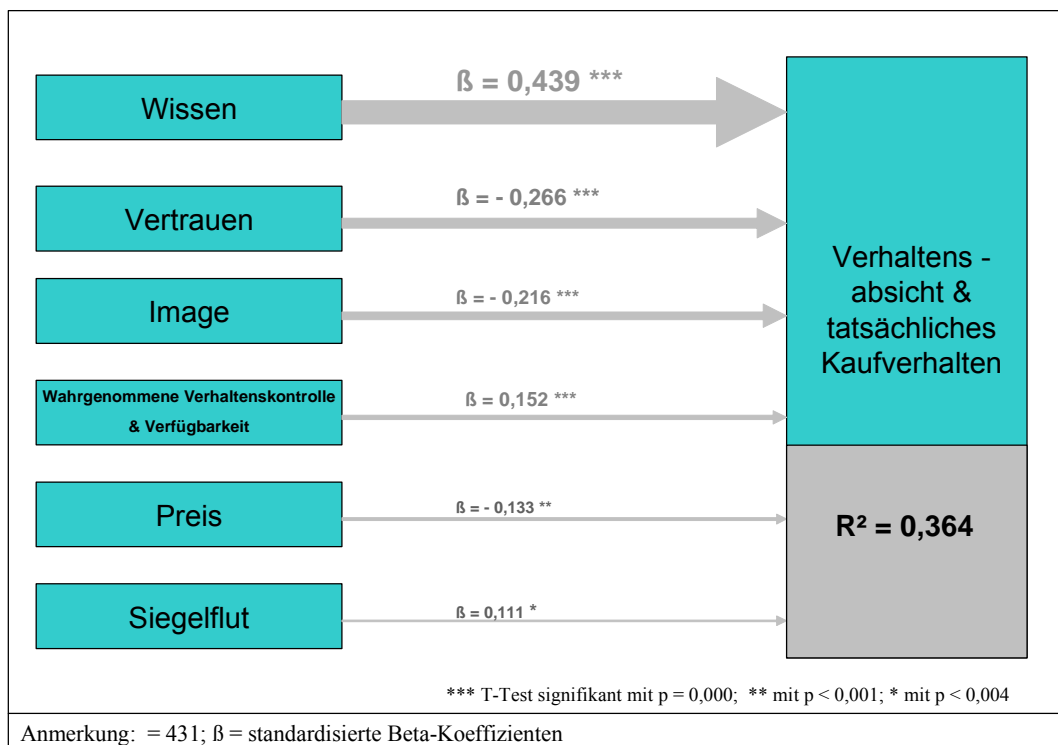 Wissen
ß = 0,439 ***
Vertrauen
ß = - 0,266 ***
Image
ß = - 0,216 ***
Wahrgenommene Verhaltenskontrolle
& Verfügbarkeit
ß = 0,152 ***
Preis
ß = - 0,133 **
Siegelflut
ß = 0,111 *
Verhaltens -
absicht &
tatsächliches
Kaufverhalten
R² = 0,364
*** T-Test signifikant mit p = 0,000; ** mit p < 0,001; * mit p < 0,004
Anmerkung: = 431; ß = standardisierte Beta-Koeffizienten